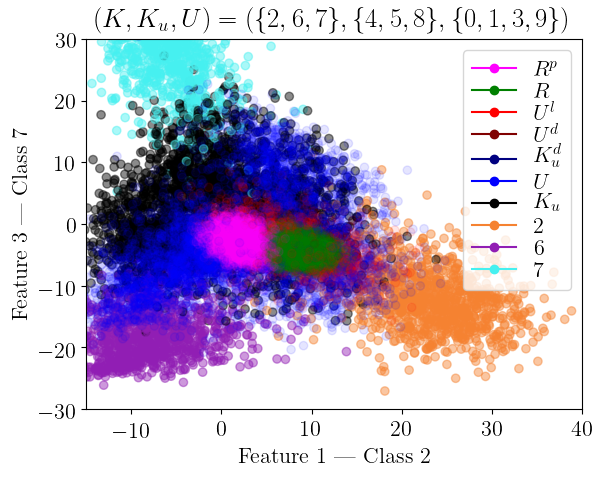 (K, K_u, U) = ({2, 6, 7}, {4, 5, 8}, {0, 1, 3, 9})
30
20
10
0
−10
−20
−30
Feature 3 — Class 7
R^p
R
U^l
U^d
K_u^d
U
K_u
2
6
7
−10
0
10
20
30
40
Feature 1 — Class 2